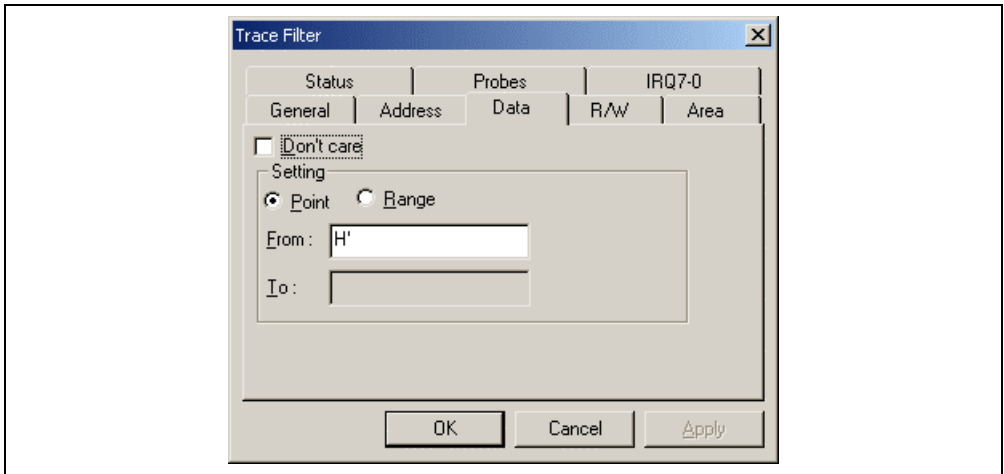 Trace Filter
Status Probes IRQ7-0
General Address Data R/W Area
Don't care
Setting
Point Range
From : H'
To :
OK Cancel Apply